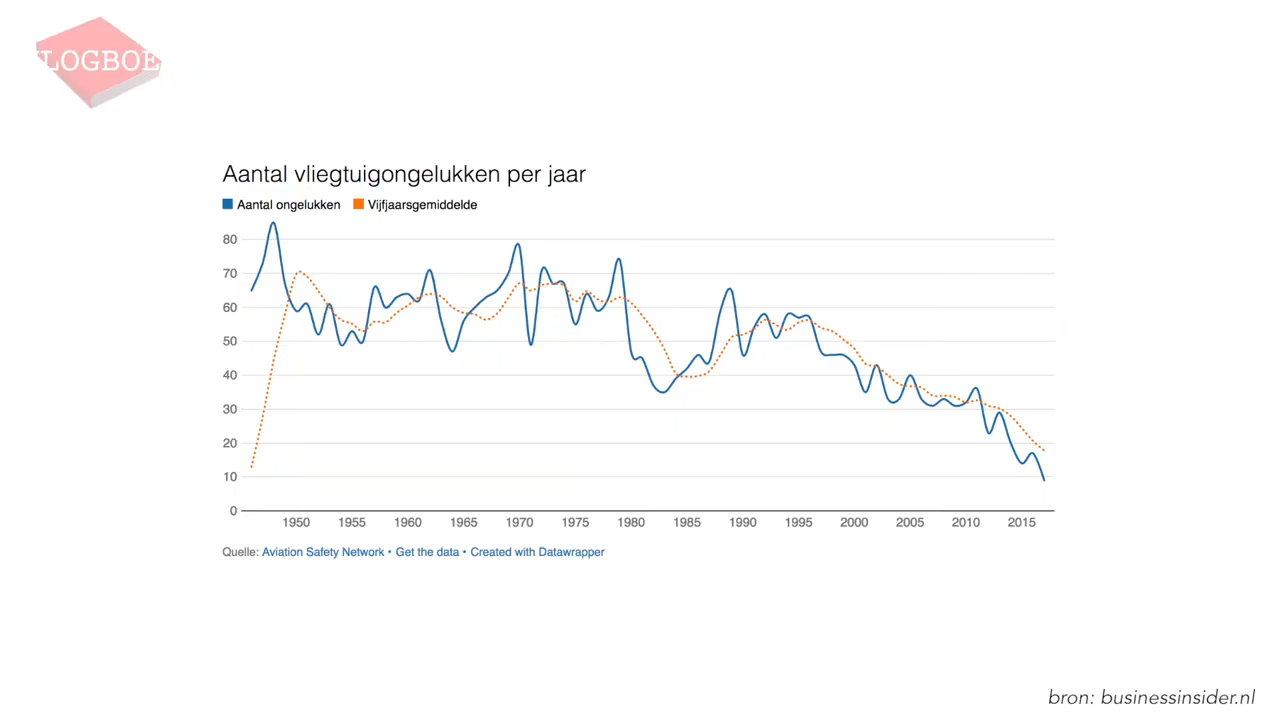 VLOGBOEK
Aantal vliegtuigongelukken per jaar
Aantal ongelukken Vijfjaarsgemiddelde
80
70
60
50
40
30
20
10
0
1950 1955 1960 1965 1970 1975 1980 1985 1990 1995 2000 2005 2010 2015
Quelle: Aviation Safety Network • Get the data • Created with Datawrapper
bron: businessinsider.nl